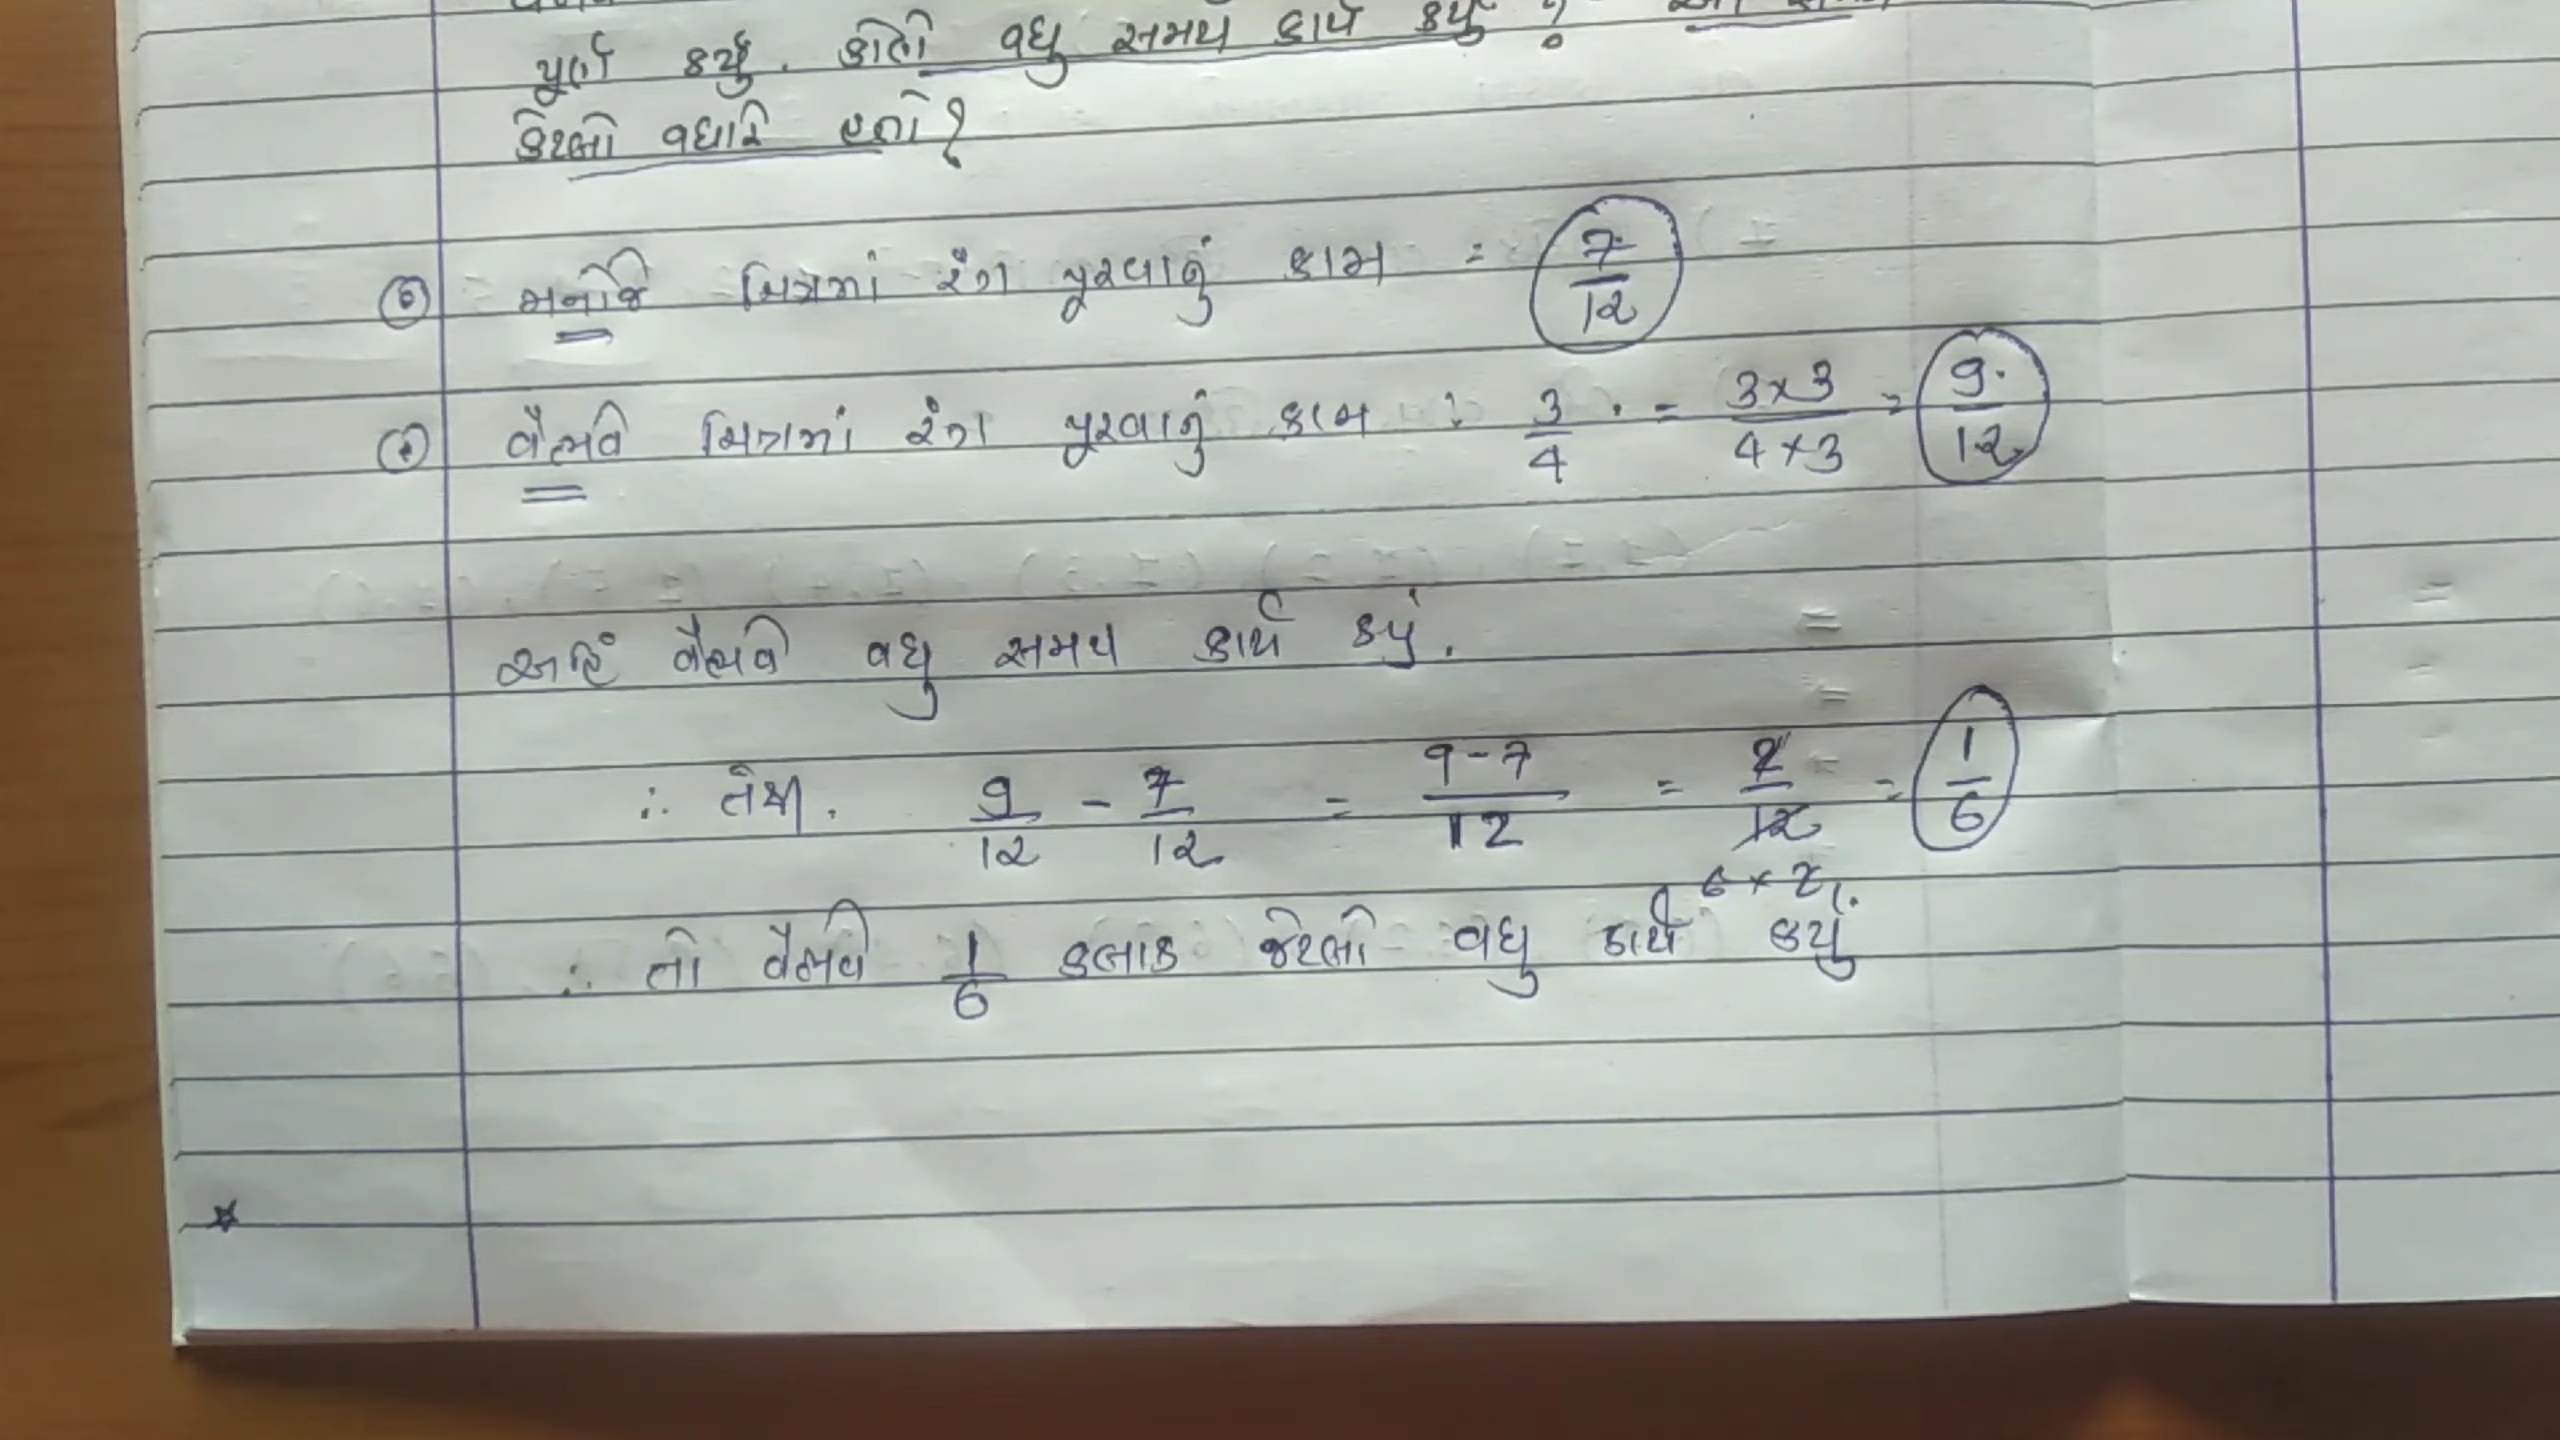 પૂર્ણ કર્યું. કોણે વધુ સમય કાર્ય કર્યું ?
કેટલો વધારે હતો ?
મનોજે ચિત્રમાં રંગ પૂરવાનું કામ = 7/12
વૈભવે ચિત્રમાં રંગ પૂરવાનું કામ : 3/4 . = 3×3/4×3 = 9/12
અહિં વૈભવે વધુ સમય કાર્ય કર્યું.
∴ તેથી. 9/12 - 7/12 = 9-7/12 = 2/12 = 1/6
6 × 2
∴ તો વૈભવે 1/6 કલાક જેટલો વધુ કાર્ય કર્યું.